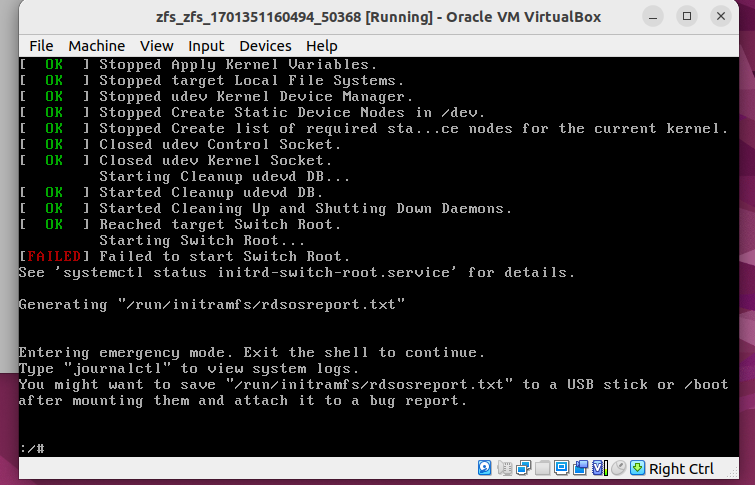 zfs_zfs_1701351160494_50368 [Running] - Oracle VM VirtualBox
File Machine View Input Devices Help
[  OK  ] Stopped Apply Kernel Variables.
[  OK  ] Stopped target Local File Systems.
[  OK  ] Stopped udev Kernel Device Manager.
[  OK  ] Stopped Create Static Device Nodes in /dev.
[  OK  ] Stopped Create list of required sta...ce nodes for the current kernel.
[  OK  ] Closed udev Control Socket.
[  OK  ] Closed udev Kernel Socket.
         Starting Cleanup udevd DB...
[  OK  ] Started Cleanup udevd DB.
[  OK  ] Started Cleaning Up and Shutting Down Daemons.
[  OK  ] Reached target Switch Root.
         Starting Switch Root...
[FAILED] Failed to start Switch Root.
See 'systemctl status initrd-switch-root.service' for details.
Generating "/run/initramfs/rdsosreport.txt"
Entering emergency mode. Exit the shell to continue.
Type "journalctl" to view system logs.
You might want to save "/run/initramfs/rdsosreport.txt" to a USB stick or /boot
after mounting them and attach it to a bug report.
:/#
Right Ctrl